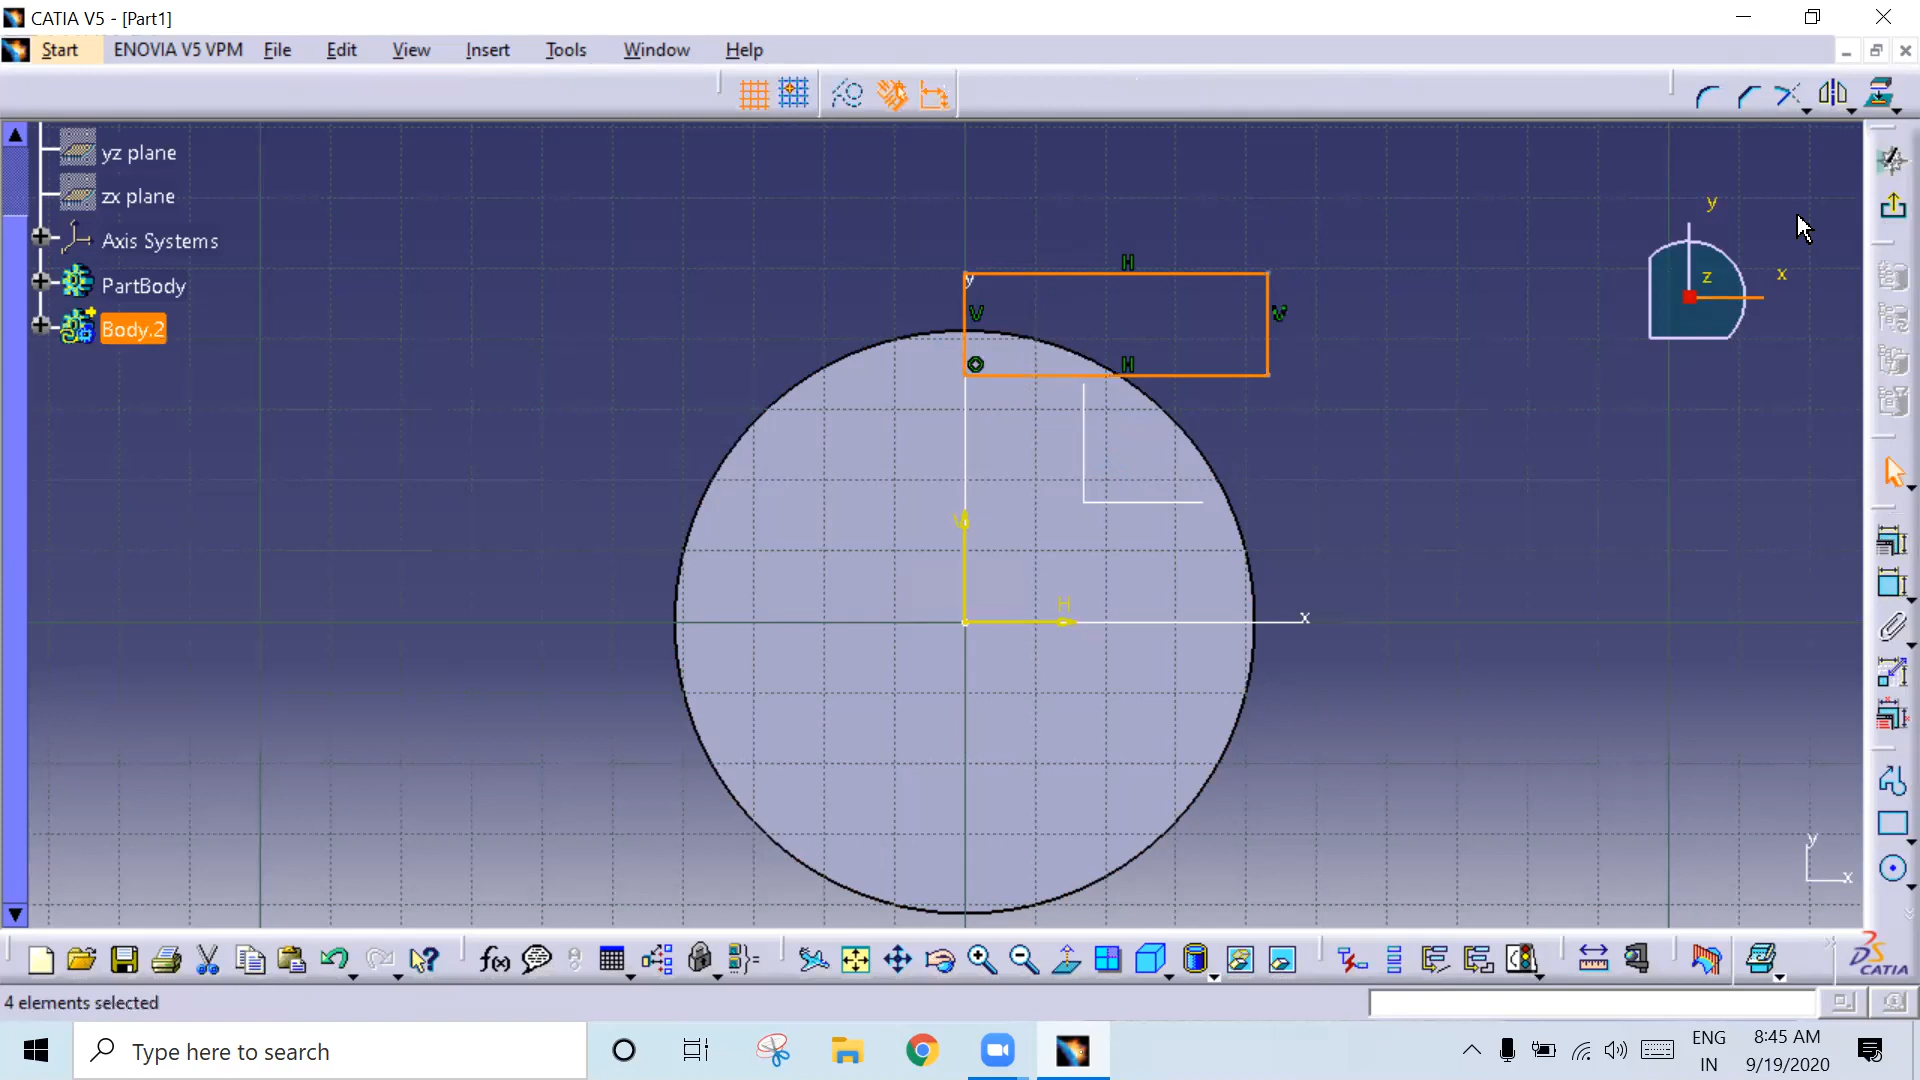 CATIA V5 - [Part1]
Start ENOVIA V5 VPM File Edit View Insert Tools Window Help
yz plane
zx plane
Axis Systems
PartBody
Body.2
y
x
z
H
y
V
V
H
V
H
x
y
x
f(x)
CATIA
4 elements selected
Type here to search
ENG
IN
8:45 AM
9/19/2020